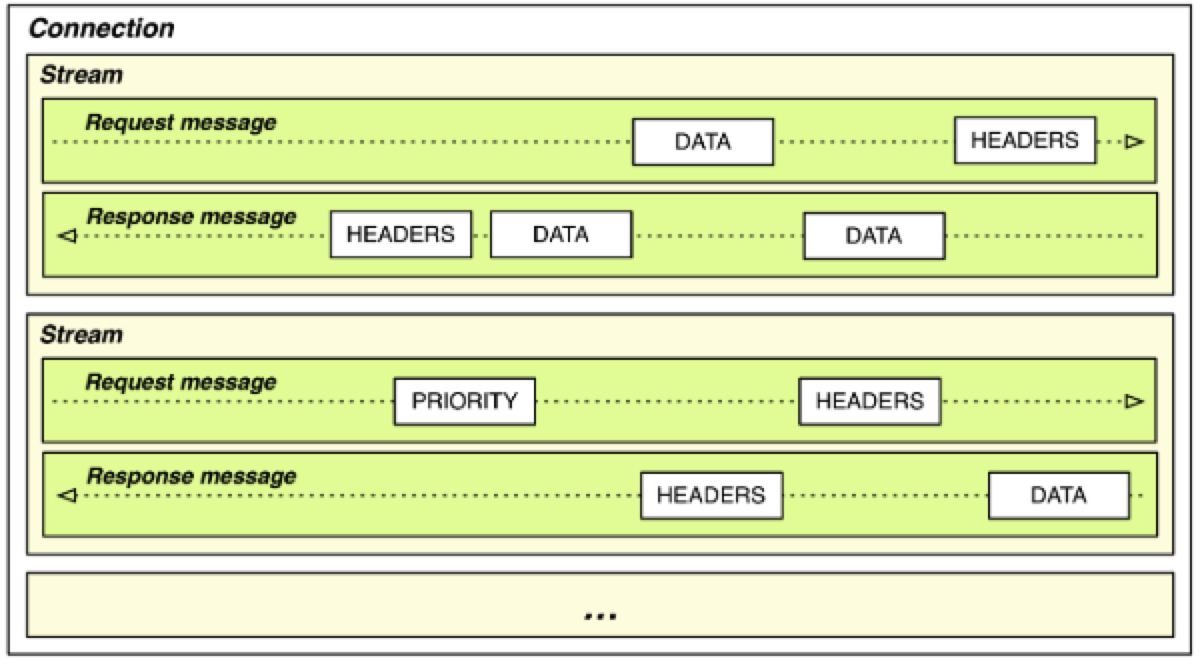 Connection
Stream
Request message
DATA
HEADERS
Response message
HEADERS
DATA
DATA
Stream
Request message
PRIORITY
HEADERS
Response message
HEADERS
DATA
...